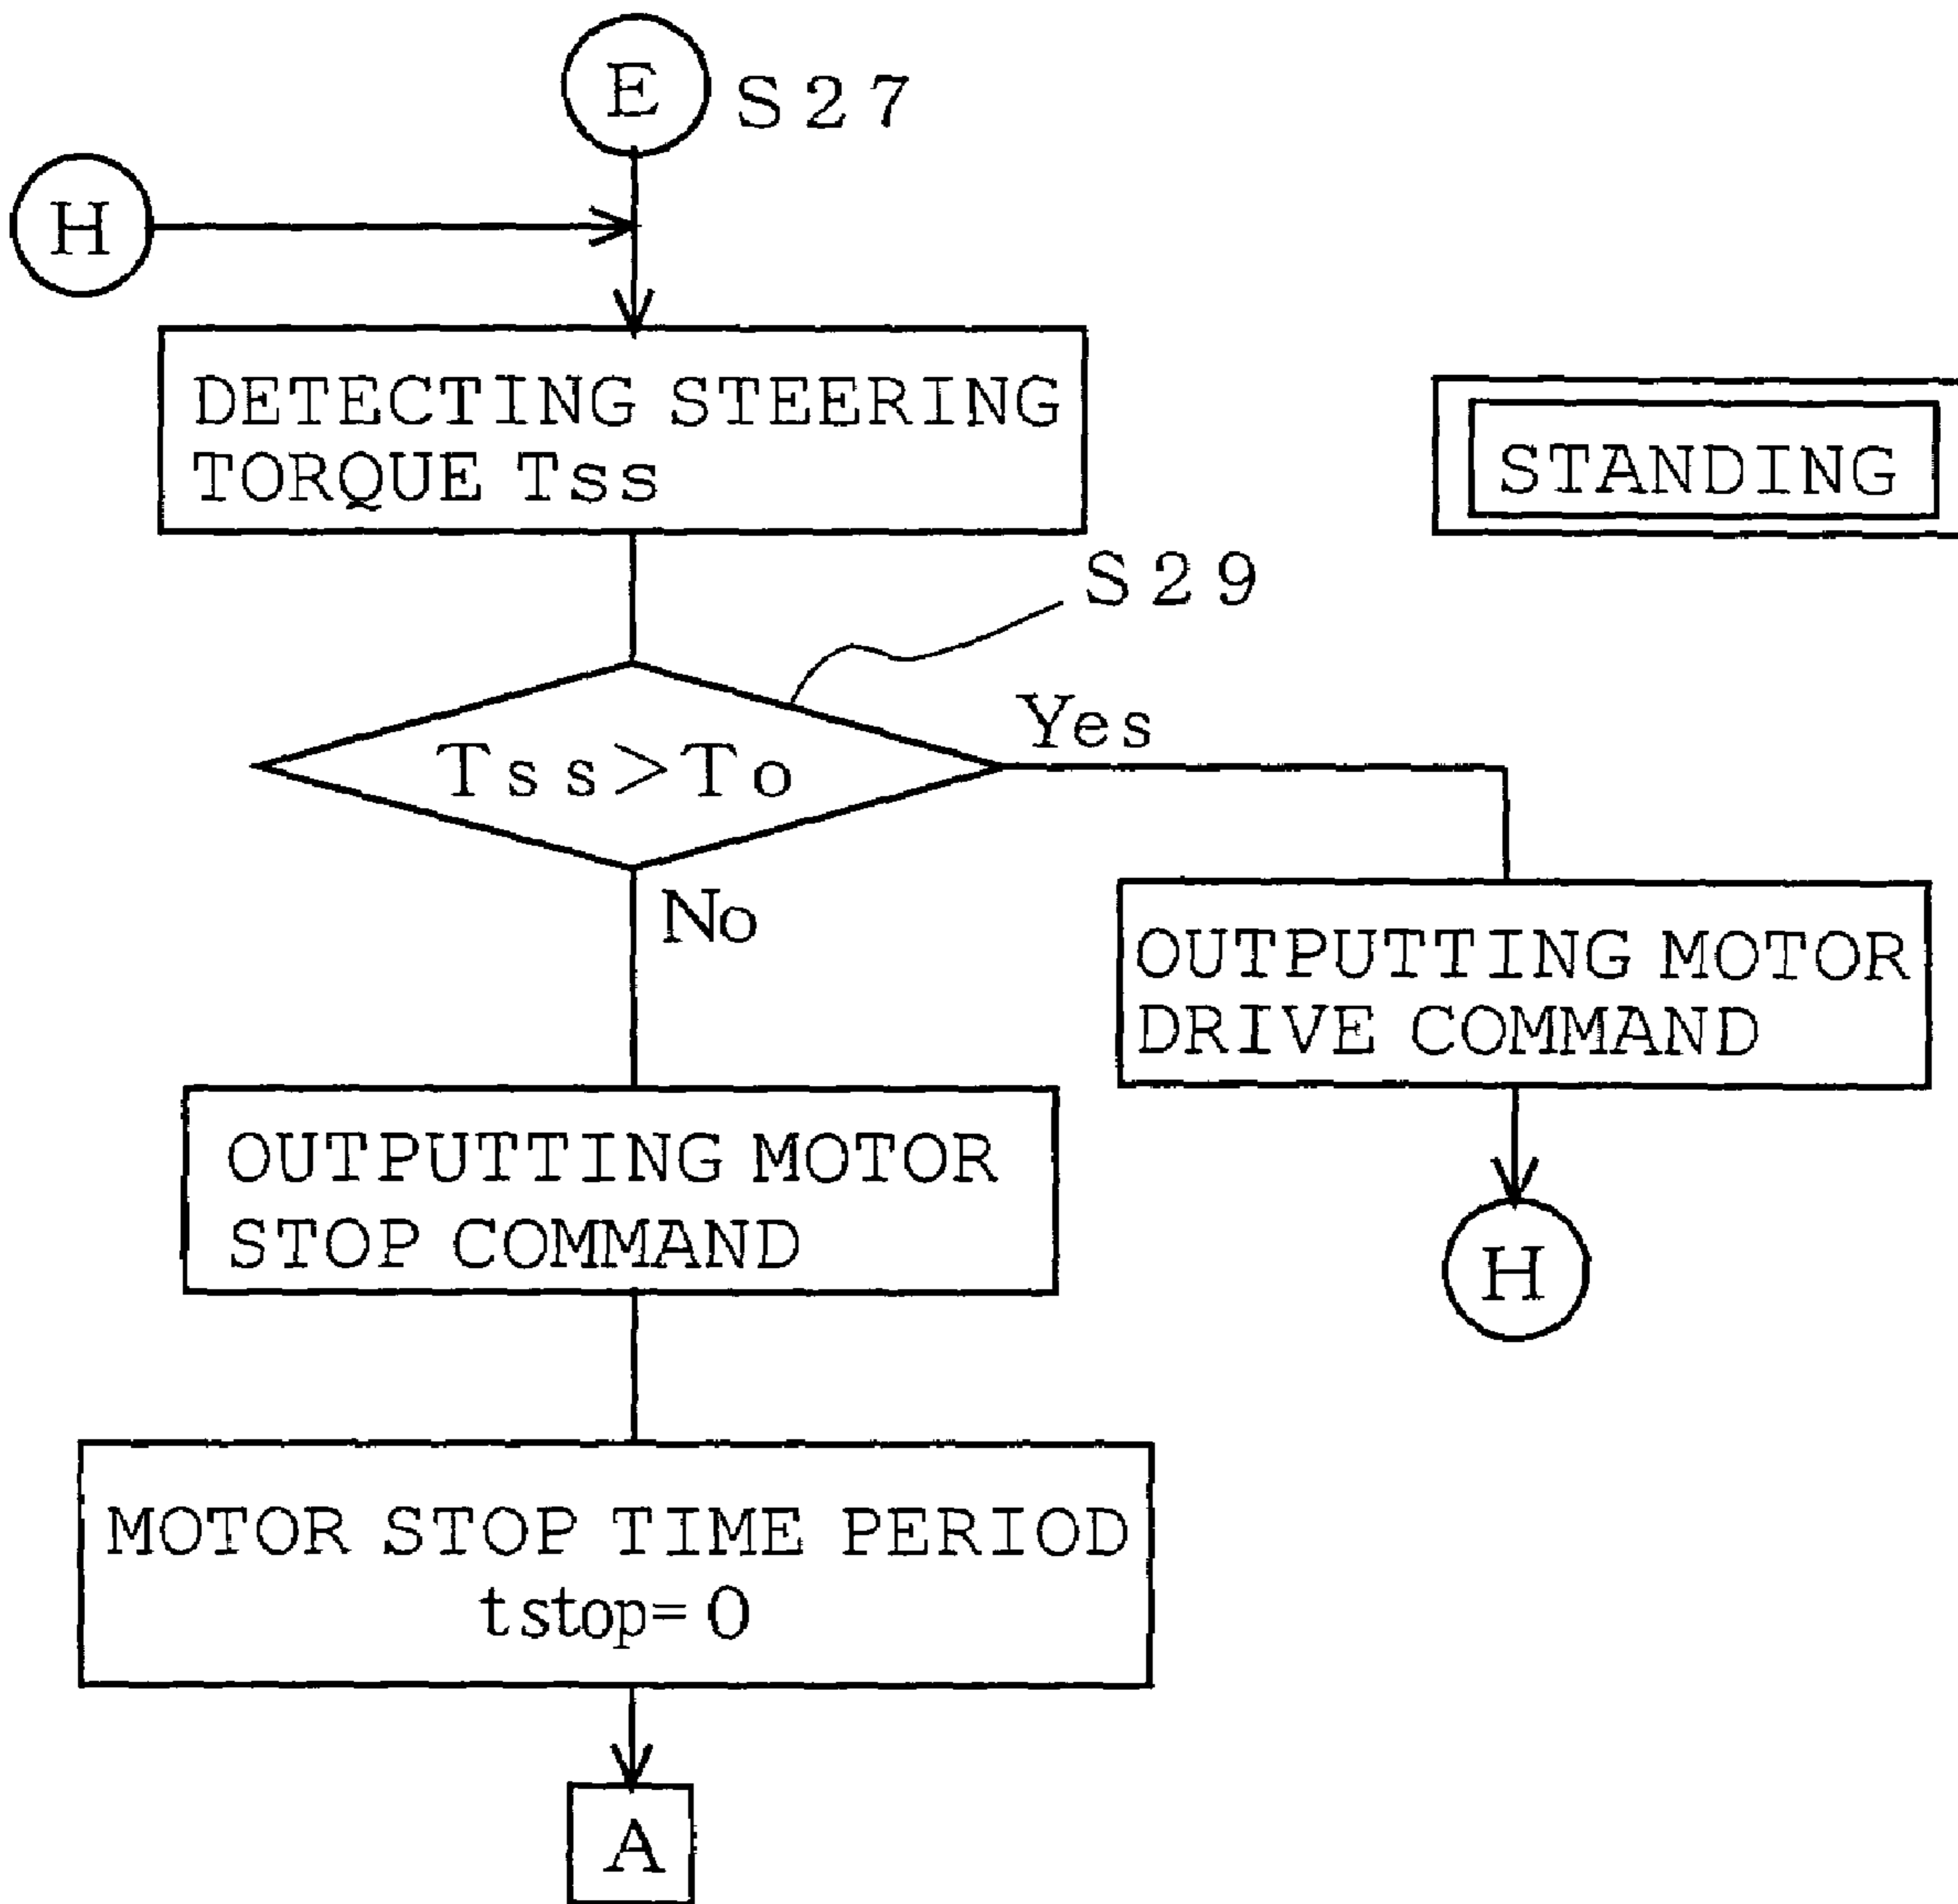 E S27
H
DETECTING STEERING
TORQUE Tss
STANDING
S29
Tss>To
Yes
No
OUTPUTTING MOTOR
DRIVE COMMAND
H
OUTPUTTING MOTOR
STOP COMMAND
MOTOR STOP TIME PERIOD
tstop=0
A